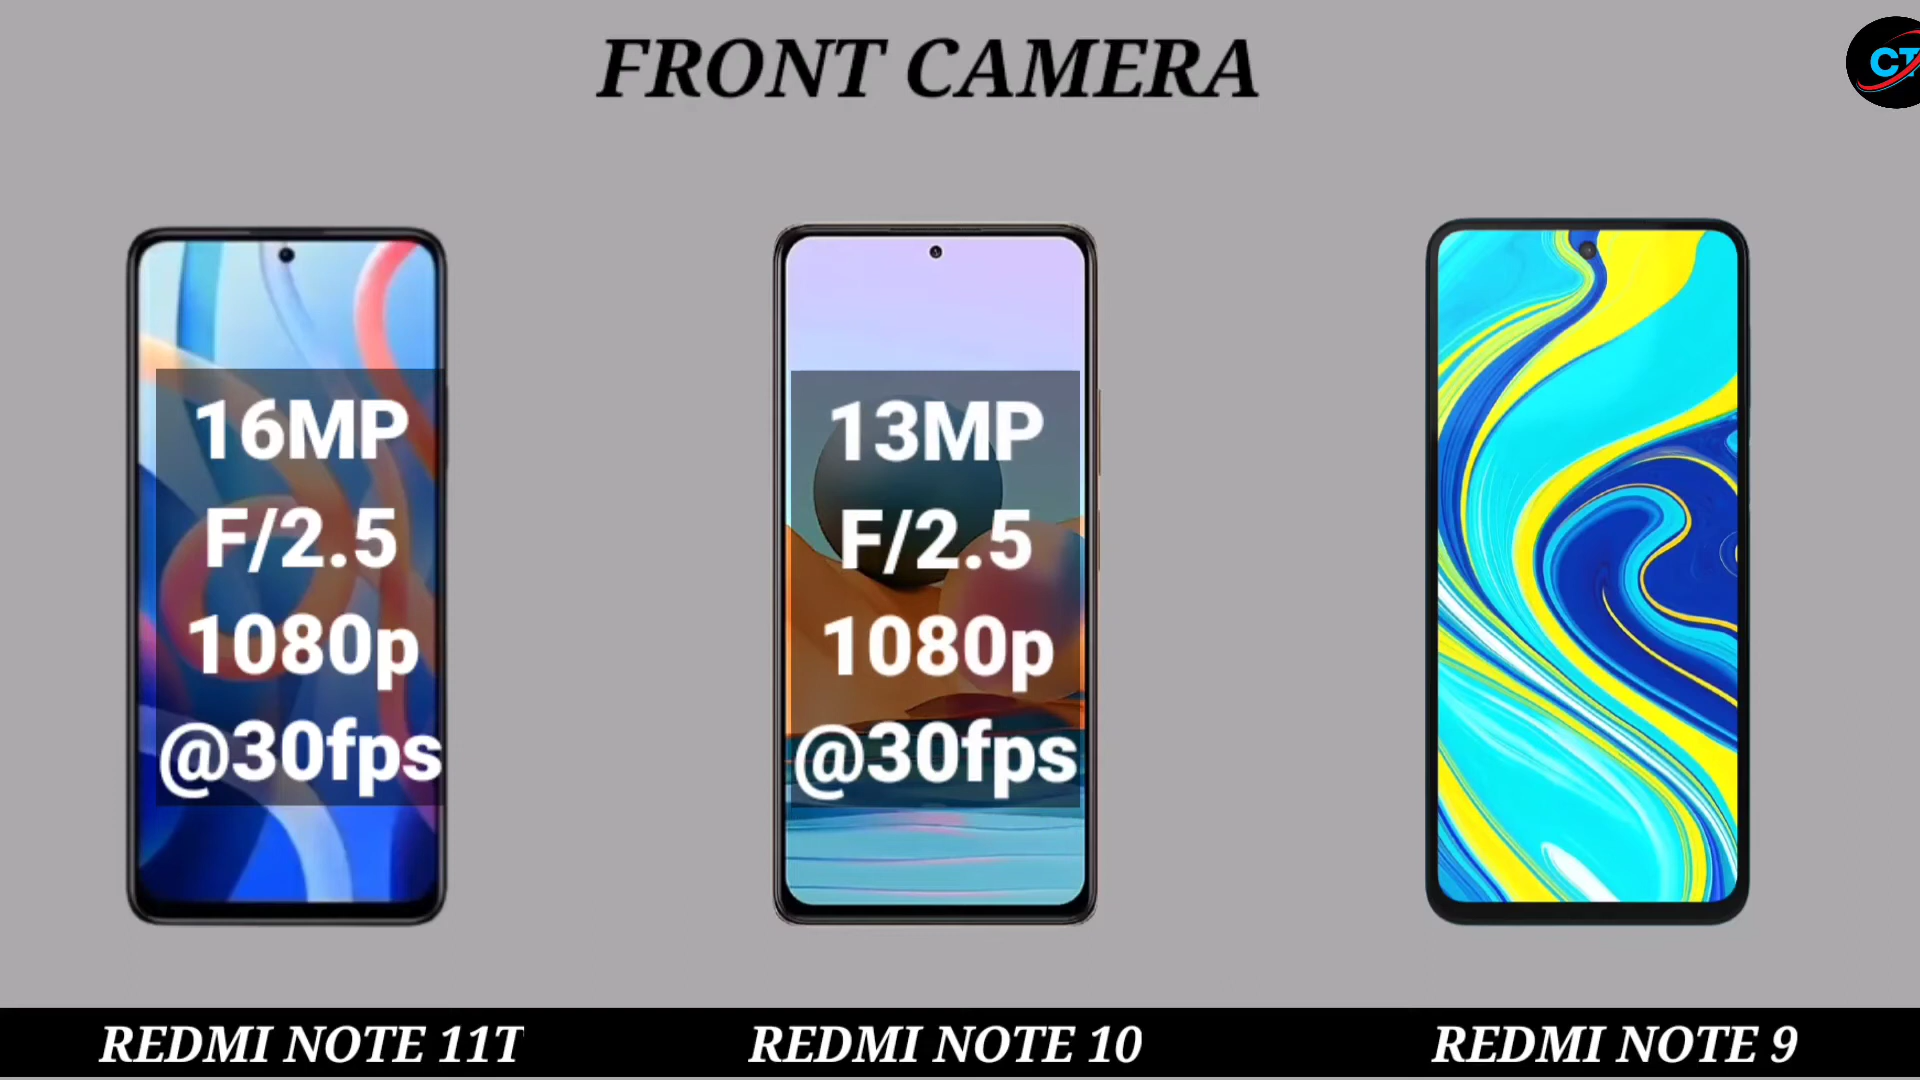 FRONT CAMERA
CT
16MP
F/2.5
1080p
@30fps
13MP
F/2.5
1080p
@30fps
REDMI NOTE 11T
REDMI NOTE 10
REDMI NOTE 9